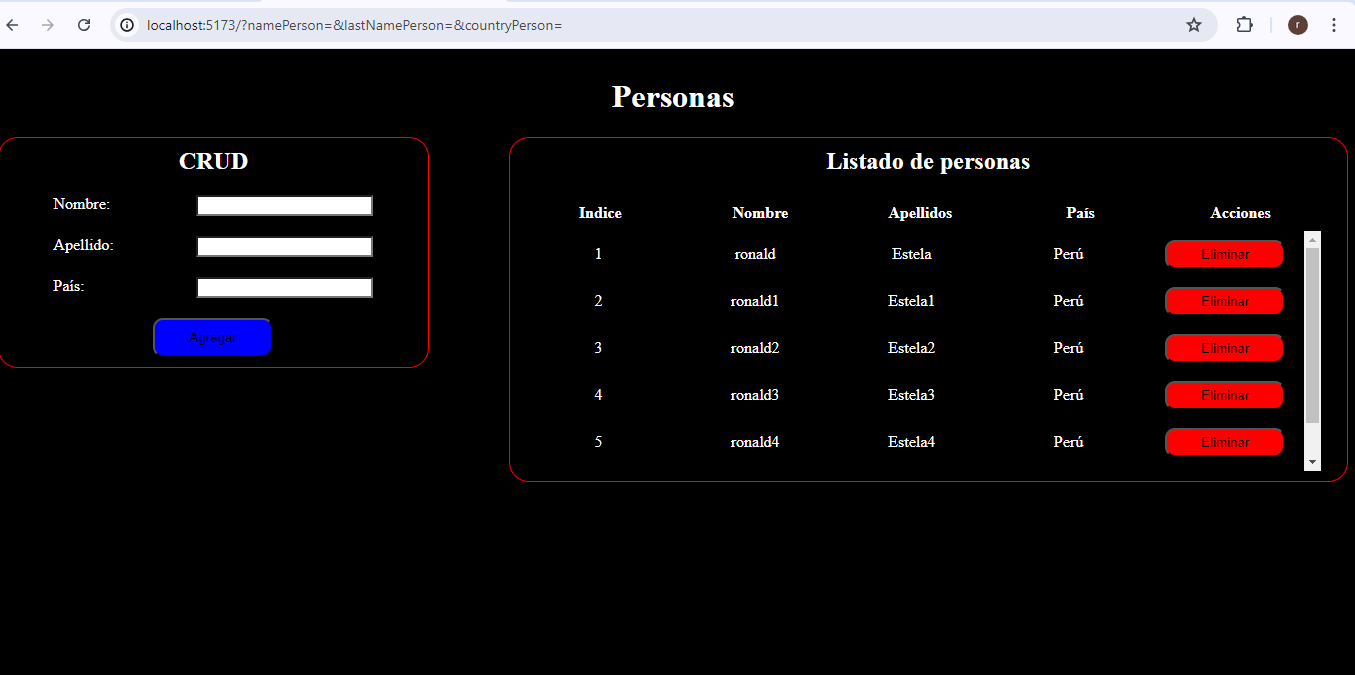 localhost:5173/?namePerson=&lastNamePerson=&countryPerson=
r
Personas
CRUD
Nombre:
Apellido:
País:
Agregar
Listado de personas
Indice Nombre Apellidos País Acciones
1 ronald Estela Perú Eliminar
2 ronald1 Estela1 Perú Eliminar
3 ronald2 Estela2 Perú Eliminar
4 ronald3 Estela3 Perú Eliminar
5 ronald4 Estela4 Perú Eliminar